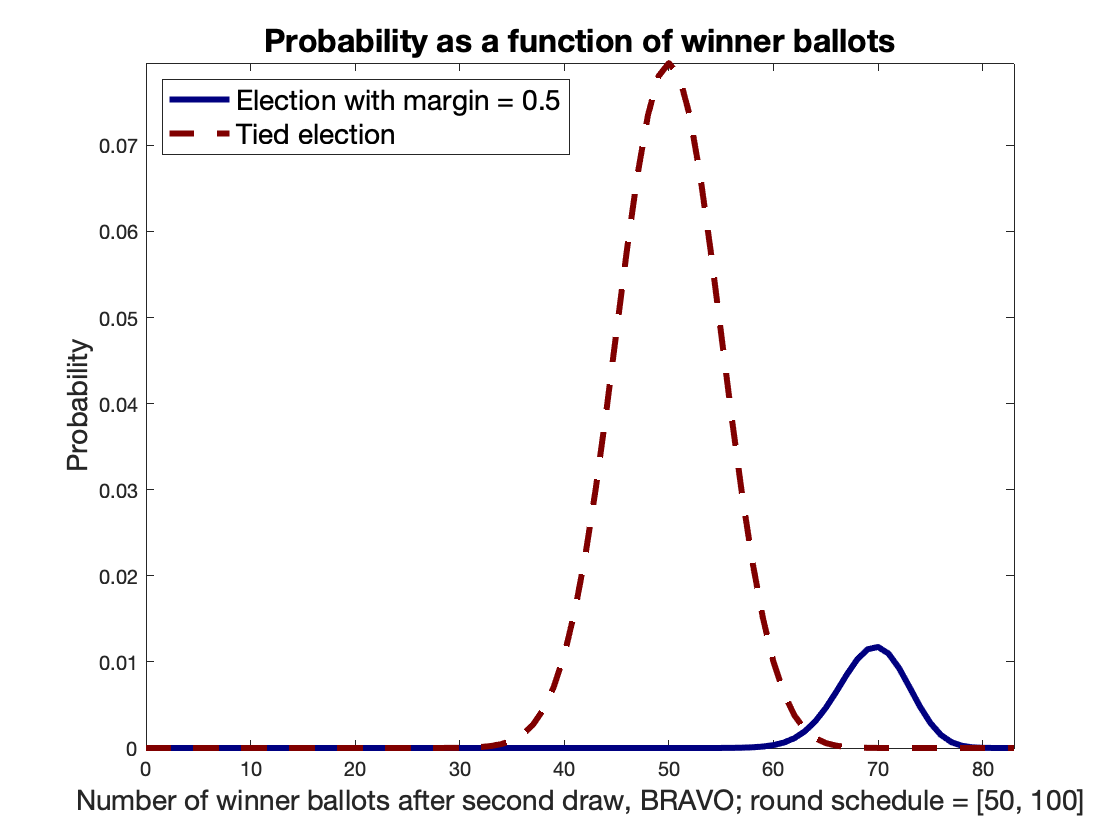 Probability as a function of winner ballots
Election with margin = 0.5
Tied election
Probability
0.07
0.06
0.05
0.04
0.03
0.02
0.01
0
0 10 20 30 40 50 60 70 80
Number of winner ballots after second draw, BRAVO; round schedule = [50, 100]